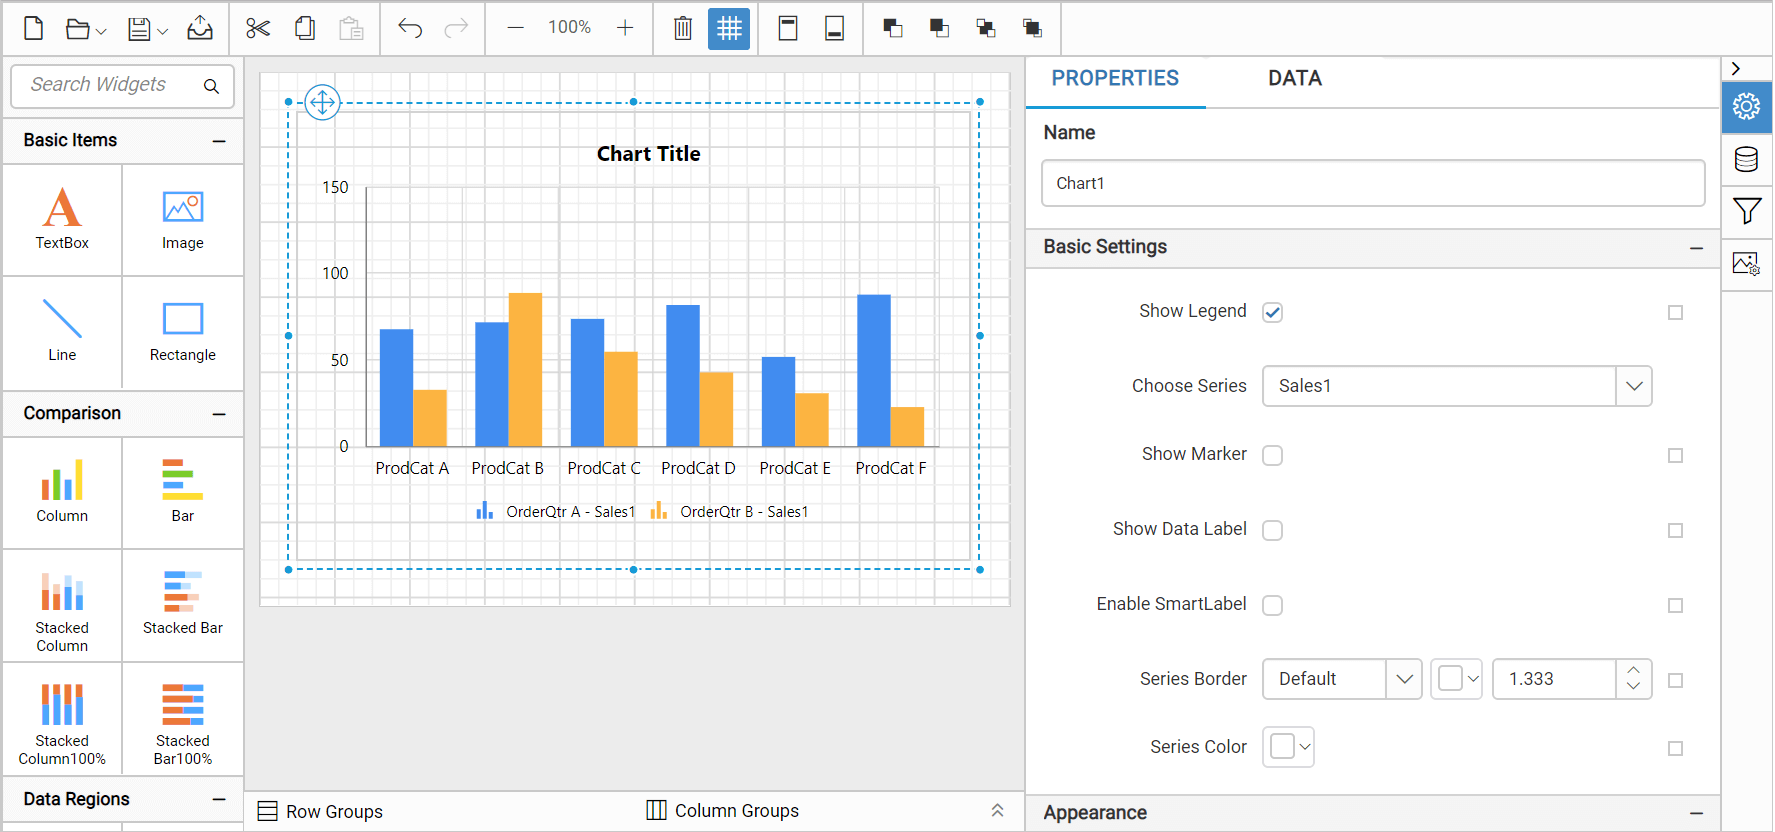 100%
Search Widgets
Basic Items
TextBox
Image
Line
Rectangle
Comparison
Column
Bar
Stacked
Column
Stacked Bar
Stacked
Column100%
Stacked
Bar100%
Data Regions
Chart Title
150
100
50
0
ProdCat A
ProdCat B
ProdCat C
ProdCat D
ProdCat E
ProdCat F
OrderQtr A - Sales1
OrderQtr B - Sales1
Row Groups
Column Groups
PROPERTIES
DATA
Name
Chart1
Basic Settings
Show Legend
Choose Series
Sales1
Show Marker
Show Data Label
Enable SmartLabel
Series Border
Default
1.333
Series Color
Appearance